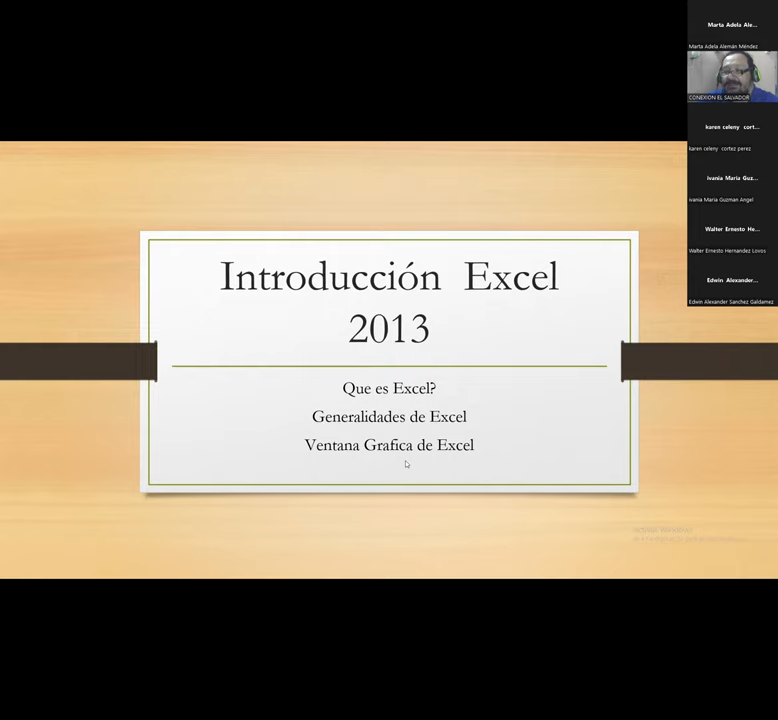 Marta Adela Ale...
Marta Adela Alemán Méndez
CONEXION EL SALVADOR
karen celeny cort...
karen celeny cortez perez
ivania Maria Guz...
ivania Maria Guzman Angel
Walter Ernesto He...
Walter Ernesto Hernandez Lovos
Edwin Alexander...
Edwin Alexander Sanchez Galdamez
Introducción Excel
2013
Que es Excel?
Generalidades de Excel
Ventana Grafica de Excel